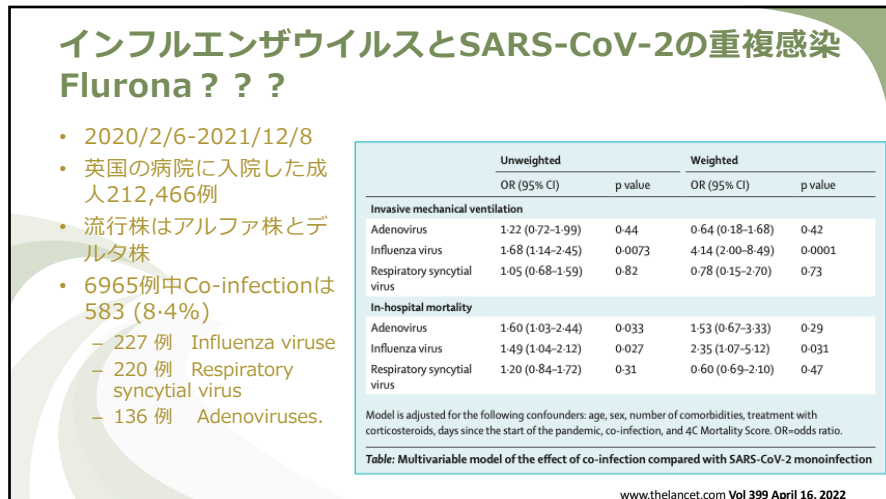 インフルエンザウイルスとSARS-CoV-2の重複感染
Flurona？？？
• 2020/2/6-2021/12/8
• 英国の病院に入院した成
人212,466例
• 流行株はアルファ株とデ
ルタ株
• 6965例中Co-infectionは
583 (8·4%)
– 227 例 Influenza viruse
– 220 例 Respiratory
syncytial virus
– 136 例 Adenoviruses.
Unweighted Weighted
OR (95% CI) p value OR (95% CI) p value
Invasive mechanical ventilation
Adenovirus 1·22 (0·72–1·99) 0·44 0·64 (0·18–1·68) 0·42
Influenza virus 1·68 (1·14–2·45) 0·0073 4·14 (2·00–8·49) 0·0001
Respiratory syncytial 1·05 (0·68–1·59) 0·82 0·78 (0·15–2·70) 0·73
virus
In-hospital mortality
Adenovirus 1·60 (1·03–2·44) 0·033 1·53 (0·67–3·33) 0·29
Influenza virus 1·49 (1·04–2·12) 0·027 2·35 (1·07–5·12) 0·031
Respiratory syncytial 1·20 (0·84–1·72) 0·31 0·60 (0·69–2·10) 0·47
virus
Model is adjusted for the following confounders: age, sex, number of comorbidities, treatment with
corticosteroids, days since the start of the pandemic, co-infection, and 4C Mortality Score. OR=odds ratio.
Table: Multivariable model of the effect of co-infection compared with SARS-CoV-2 monoinfection
www.thelancet.com Vol 399 April 16, 2022